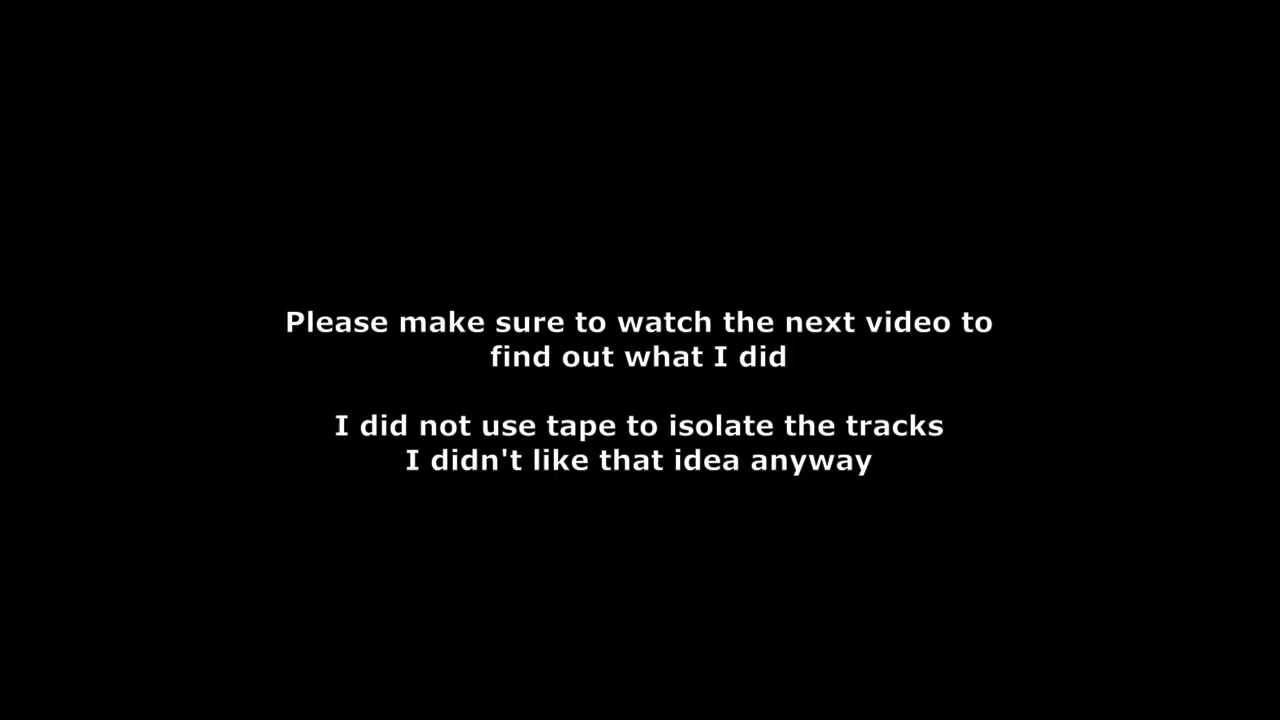 Please make sure to watch the next video to
find out what I did
I did not use tape to isolate the tracks
I didn't like that idea anyway